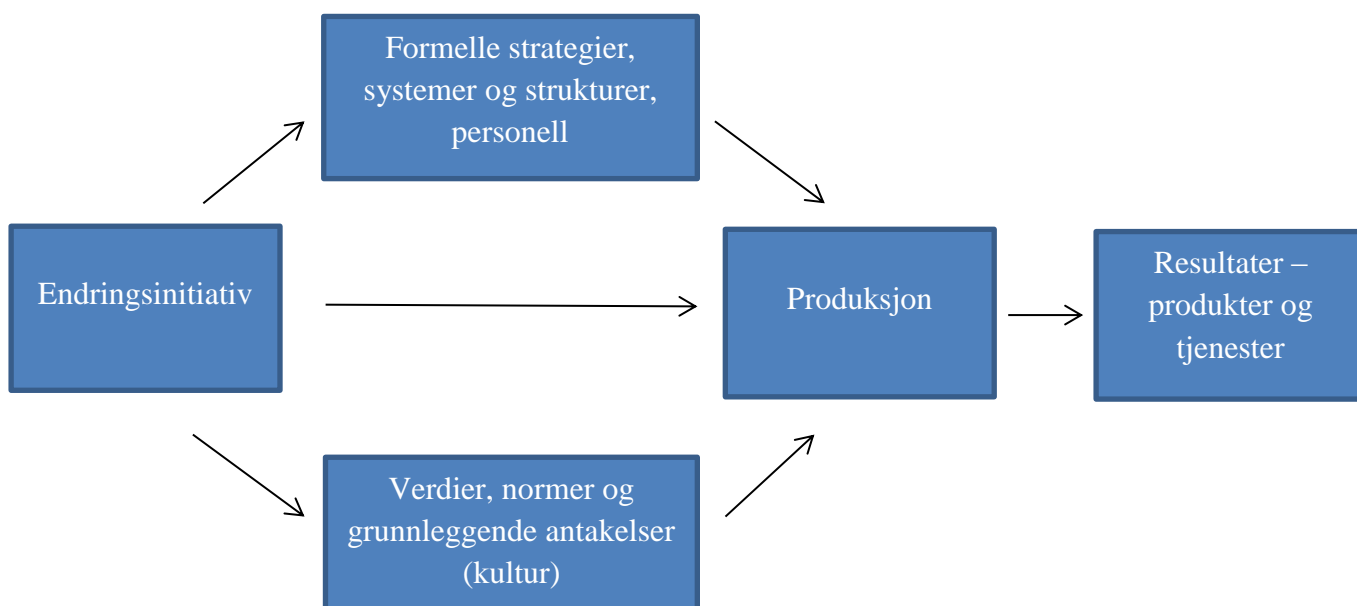 Formelle strategier,
systemer og strukturer,
personell
Endringsinitiativ
Produksjon
Resultater –
produkter og
tjenester
Verdier, normer og
grunnleggende antakelser
(kultur)